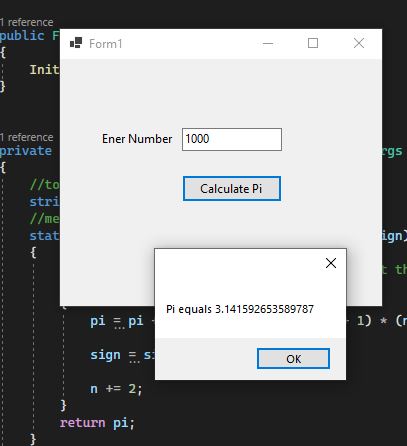 1 reference
public F
Form1
{
Init
}
Ener Number 1000
1 reference
private
Calculate Pi
{
//to
stri
//me
stat
ign)
{
t th
{
Pi equals 3.141592653589787
pi = pi
1) * (n
OK
sign = si
n += 2;
}
return pi;
}